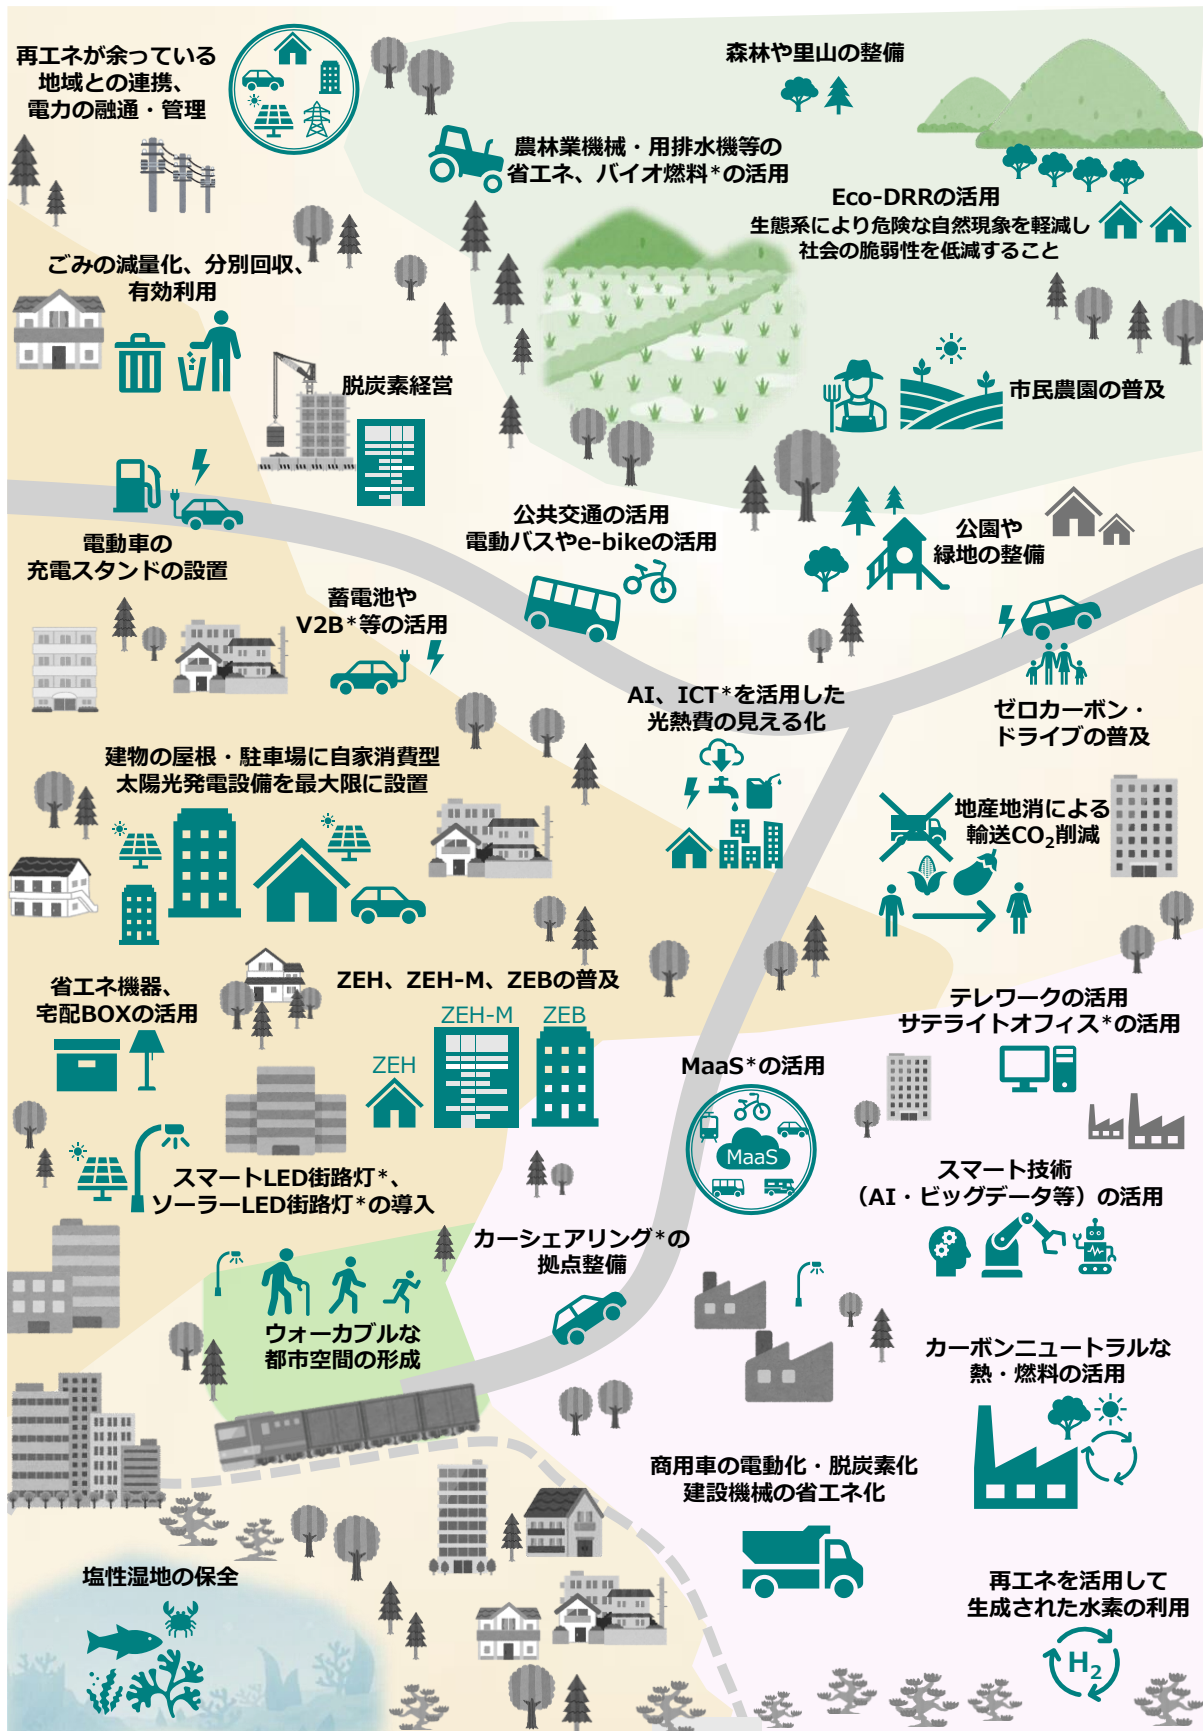 再エネが余っている
地域との連携、
電力の融通・管理
森林や里山の整備
農林業機械・用排水機等の
省エネ、バイオ燃料*の活用
Eco-DRRの活用
生態系により危険な自然現象を軽減し
社会の脆弱性を低減すること
ごみの減量化、分別回収、
有効利用
脱炭素経営
市民農園の普及
電動車の
充電スタンドの設置
公共交通の活用
電動バスやe-bikeの活用
公園や
緑地の整備
蓄電池や
V2B*等の活用
AI、ICT*を活用した
光熱費の見える化
ゼロカーボン・
ドライブの普及
建物の屋根・駐車場に自家消費型
太陽光発電設備を最大限に設置
地産地消による
輸送CO₂削減
省エネ機器、
宅配BOXの活用
ZEH、ZEH-M、ZEBの普及
ZEH-M
ZEB
ZEH
テレワークの活用
サテライトオフィス*の活用
MaaS*の活用
MaaS
スマートLED街路灯*、
ソーラーLED街路灯*の導入
スマート技術
（AI・ビッグデータ等）の活用
カーシェアリング*の
拠点整備
ウォーカブルな
都市空間の形成
カーボンニュートラルな
熱・燃料の活用
商用車の電動化・脱炭素化
建設機械の省エネ化
塩性湿地の保全
再エネを活用して
生成された水素の利用
H₂